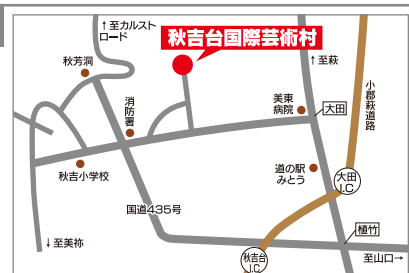 ↑至カルスト
ロード
秋吉台国際芸術村
秋芳洞
↑至萩
消防署
美東
病院
大田
小郡萩道路
秋吉小学校
道の駅
みとう
大田
I.C
国道435号
植竹
↓至美祢
秋吉台
I.C
至山口→